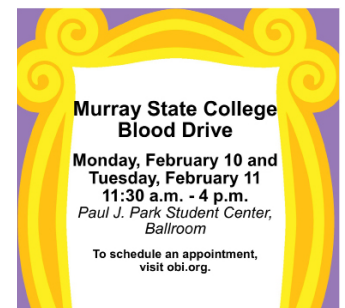 Murray State College
Blood Drive
Monday, February 10 and
Tuesday, February 11
11:30 a.m. - 4 p.m.
Paul J. Park Student Center,
Ballroom
To schedule an appointment,
visit obi.org.